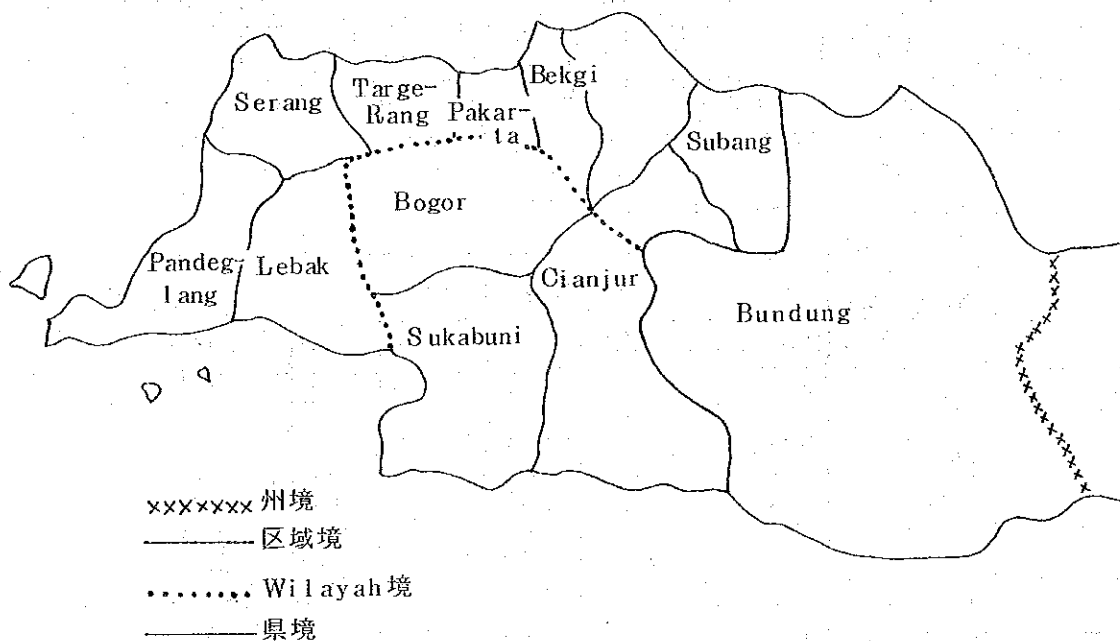 Bekgi
Targe-
Rang
Serang
Pakar-
ta
Subang
Bogor
Pandeg-
lang
Lebak
Cianjur
Bundung
Sukabuni
××××××× 州境
区域境
Wilayah境
県境